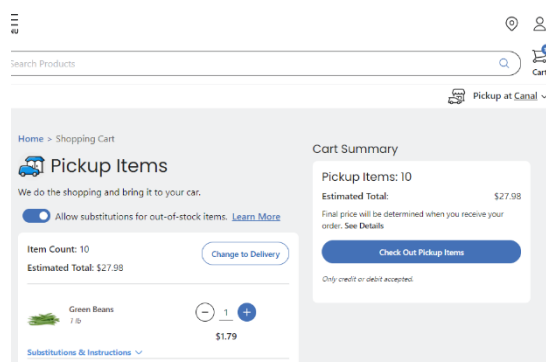 Search Products
Cart
Pickup at Canal
Home > Shopping Cart
Pickup Items
We do the shopping and bring it to your car.
Allow substitutions for out-of-stock items. Learn More
Item Count: 10
Estimated Total: $27.98
Change to Delivery
Green Beans
1 lb
1
$1.79
Substitutions & Instructions
Cart Summary
Pickup Items: 10
Estimated Total: $27.98
Final price will be determined when you receive your
order. See Details
Check Out Pickup Items
Only credit or debit accepted.